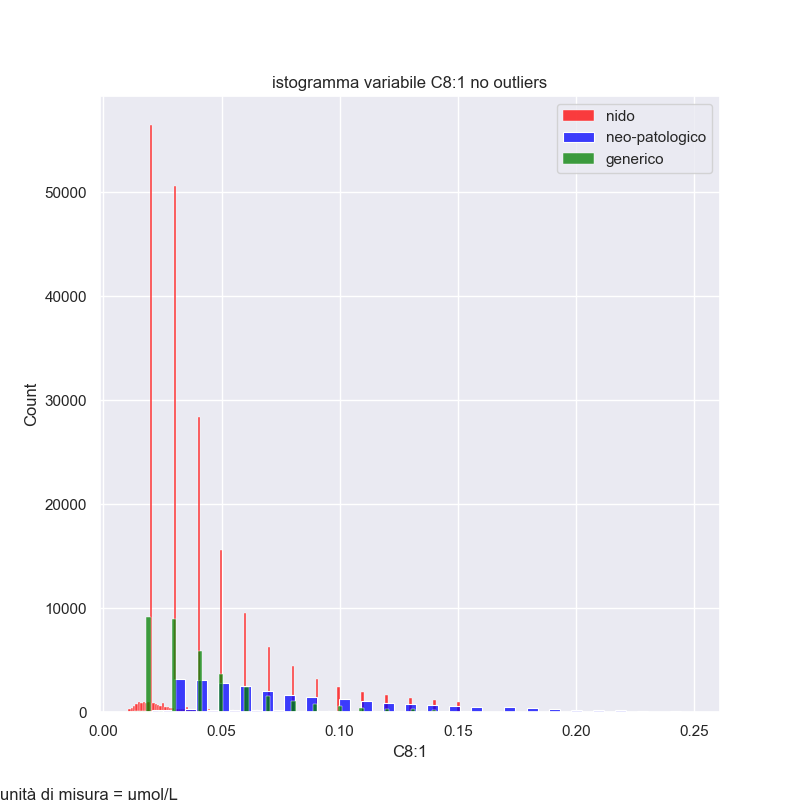 istogramma variabile C8:1 no outliers
nido
neo-patologico
generico
50000
40000
30000
20000
10000
0
Count
0.00
0.05
0.10
0.15
0.20
0.25
C8:1
unità di misura = μmol/L